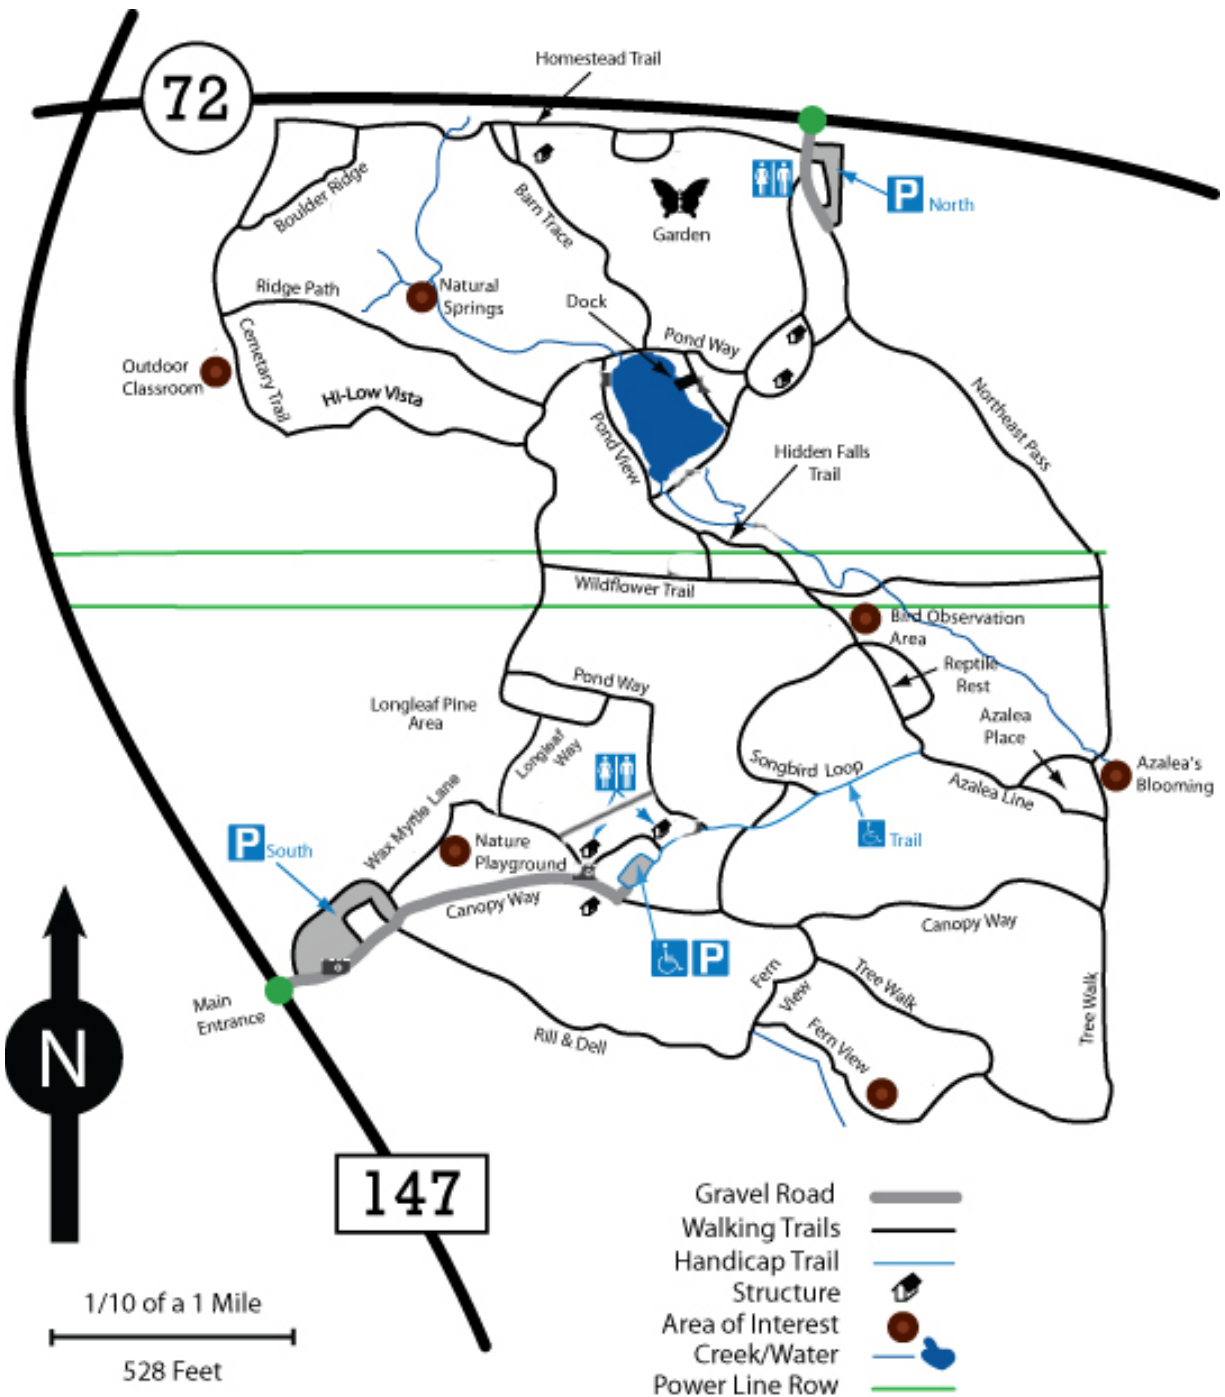 Homestead Trail
72
P
North
Boulder Ridge
Barn Trace
Garden
Ridge Path
Natural
Springs
Dock
Pond Way
Outdoor
Classroom
Cemetary Trail
Hi-Low Vista
Pond View
Northeast Pass
Hidden Falls
Trail
Wildflower Trail
Bird Observation
Area
Reptile
Rest
Pond Way
Longleaf Pine
Area
Longleaf
Way
Azalea
Place
Songbird Loop
Azalea Line
Azalea's
Blooming
Wax Myrtle Lane
P
South
Nature
Playground
Trail
Canopy Way
Canopy Way
P
Main
Entrance
Fern
View
Tree Walk
Tree Walk
Fern View
Rill & Dell
N
147
1/10 of a 1 Mile
528 Feet
Gravel Road
Walking Trails
Handicap Trail
Structure
Area of Interest
Creek/Water
Power Line Row